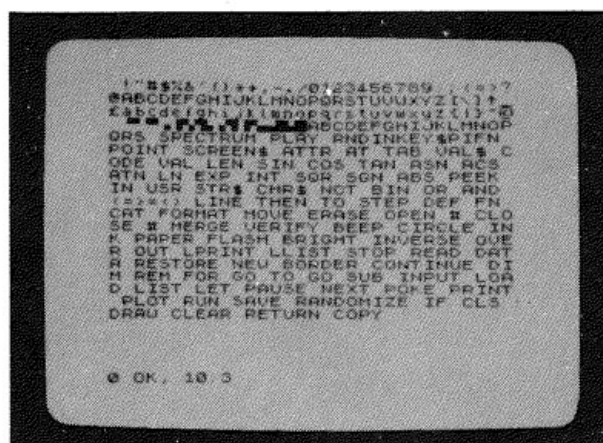 !"#$%&'()*+,-./0123456789:;<=>?
@ABCDEFGHIJKLMNOPQRSTUVWXYZ[\]↑_
£abcdefghijklmnopqrstuvwxyz{|}~©
ABCDEFGHIJKLMNOP
QRS SPECTRUM PLAY RNDINKEY$PIFN
POINT SCREEN$ ATTR AT TAB VAL$ C
ODE VAL LEN SIN COS TAN ASN ACS
ATN LN EXP INT SQR SGN ABS PEEK
IN USR STR$ CHR$ NOT BIN OR AND
<=>=<> LINE THEN TO STEP DEF FN
CAT FORMAT MOVE ERASE OPEN # CLO
SE # MERGE VERIFY BEEP CIRCLE IN
K PAPER FLASH BRIGHT INVERSE OVE
R OUT LPRINT LLIST STOP READ DAT
A RESTORE NEW BORDER CONTINUE DI
M REM FOR GO TO GO SUB INPUT LOA
D LIST LET PAUSE NEXT POKE PRINT
PLOT RUN SAVE RANDOMIZE IF CLS
DRAW CLEAR RETURN COPY
0 OK, 10:3